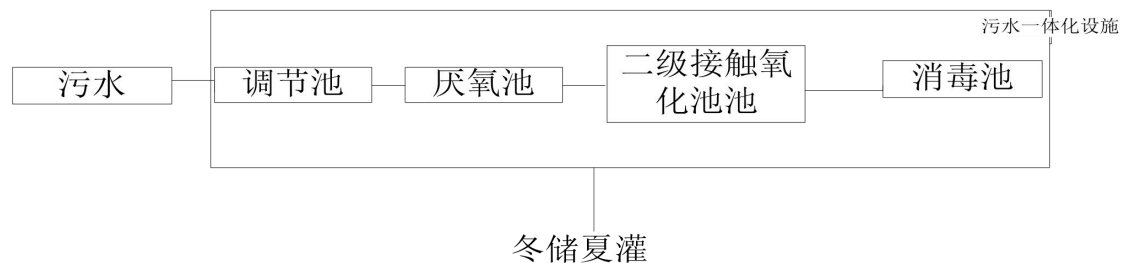 污水一体化设施
污水
调节池
厌氧池
二级接触氧
化池池
消毒池
冬储夏灌